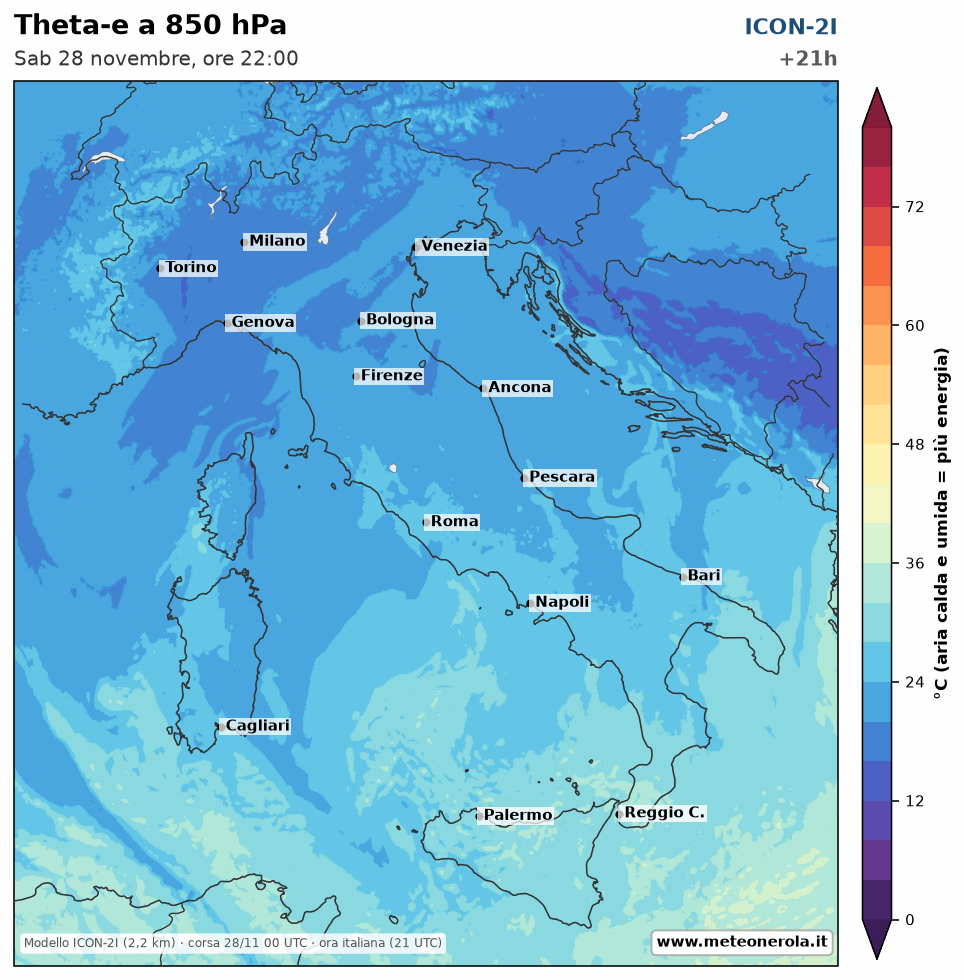 Theta-e a 850 hPa
ICON-2I
Sab 28 novembre, ore 22:00
+21h
Milano
Venezia
Torino
Genova
Bologna
Firenze
Ancona
Pescara
Roma
Bari
Napoli
Cagliari
Palermo
Reggio C.
72
60
48
36
24
12
0
°C (aria calda e umida = più energia)
Modello ICON-2I (2,2 km) · corsa 28/11 00 UTC · ora italiana (21 UTC)
www.meteonerola.it